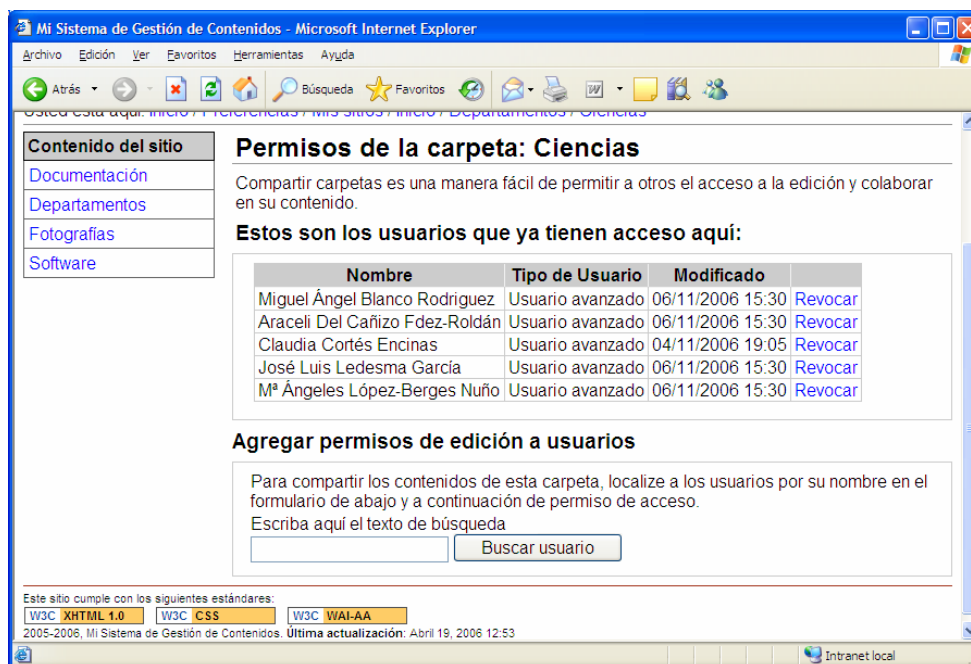 Mi Sistema de Gestión de Contenidos - Microsoft Internet Explorer
Archivo Edición Ver Favoritos Herramientas Ayuda
Atrás Búsqueda Favoritos
Usted está aquí: Inicio / Preferencias / Mis sitios / Inicio / Departamentos / Ciencias
Contenido del sitio
Documentación
Departamentos
Fotografías
Software
Permisos de la carpeta: Ciencias
Compartir carpetas es una manera fácil de permitir a otros el acceso a la edición y colaborar
en su contenido.
Estos son los usuarios que ya tienen acceso aquí:
Nombre Tipo de Usuario Modificado
Miguel Ángel Blanco Rodriguez Usuario avanzado 06/11/2006 15:30 Revocar
Araceli Del Cañizo Fdez-Roldán Usuario avanzado 06/11/2006 15:30 Revocar
Claudia Cortés Encinas Usuario avanzado 04/11/2006 19:05 Revocar
José Luis Ledesma García Usuario avanzado 06/11/2006 15:30 Revocar
Mª Ángeles López-Berges Nuño Usuario avanzado 06/11/2006 15:30 Revocar
Agregar permisos de edición a usuarios
Para compartir los contenidos de esta carpeta, localize a los usuarios por su nombre en el
formulario de abajo y a continuación de permiso de acceso.
Escriba aquí el texto de búsqueda
Buscar usuario
Este sitio cumple con los siguientes estándares:
W3C XHTML 1.0 W3C CSS W3C WAI-AA
2005-2006, Mi Sistema de Gestión de Contenidos. Última actualización: Abril 19, 2006 12:53
Intranet local